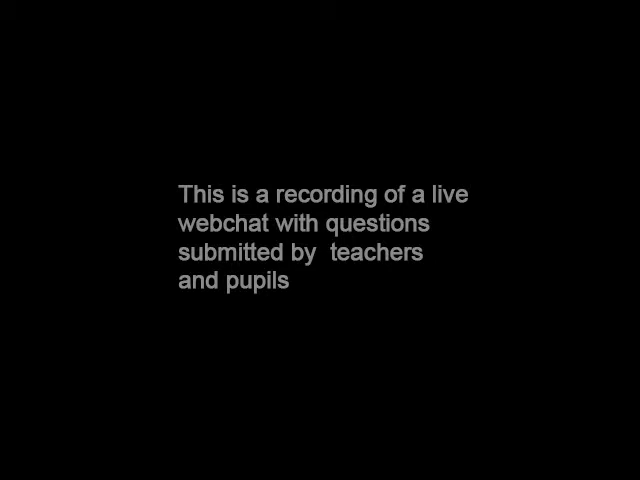 This is a recording of a live
webchat with questions
submitted by  teachers
and pupils